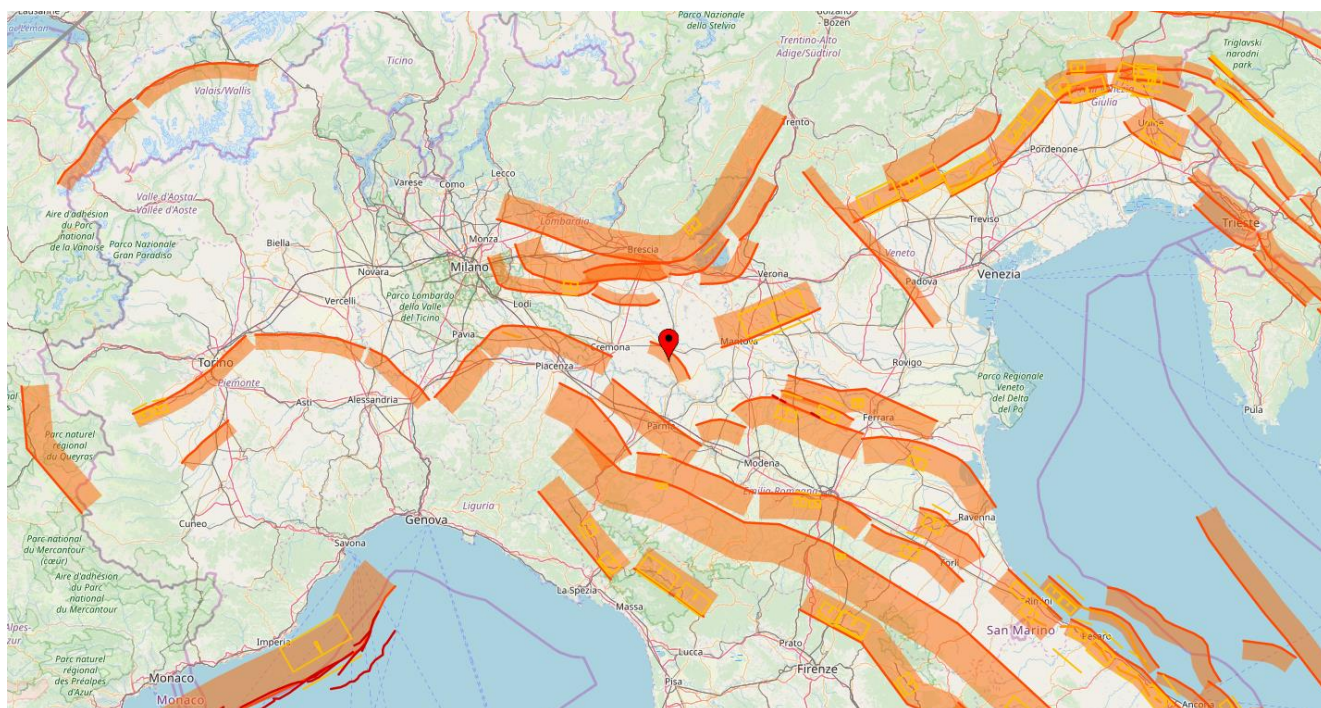 Lausanne
Parco Nazionale
dello Stelvio
Bolzano
Bozen
Trentino-Alto
Adige/Südtirol
Triglavski
narodni
park
Ticino
Valais/Wallis
Giulia
Udine
Trento
Pordenone
Lecco
Varese
Como
Valle d'Aosta/
Vallée d'Aoste
Aire d'adhésion
du Parc
national
de la Vanoise
Parco Nazionale
Gran Paradiso
Biella
Monza
Lombardia
Brescia
Treviso
Trieste
Novara
Milano
Verona
Veneto
Padova
Venezia
Vercelli
Parco Lombardo
della Valle
del Ticino
Lodi
Pavia
Cremona
Mantova
Rovigo
Torino
Piemonte
Piacenza
Parco Regionale
Veneto
del Delta
del Po
Asti
Alessandria
Pula
Ferrara
Parma
Parc naturel
régional
du Queyras
Modena
Emilia-Romagna
Liguria
Genova
Ravenna
Cuneo
Savona
Parc national
du Mercantour
(cœur)
Aire d'adhésion
du Parc
national
du Mercantour
Forlì
La Spezia
Massa
Rimini
San Marino
Pesaro
Imperia
Prato
Lucca
Firenze
Parc
naturel
régional
des Préalpes
d'Azur
Monaco
Monaco
Pisa
Ancona